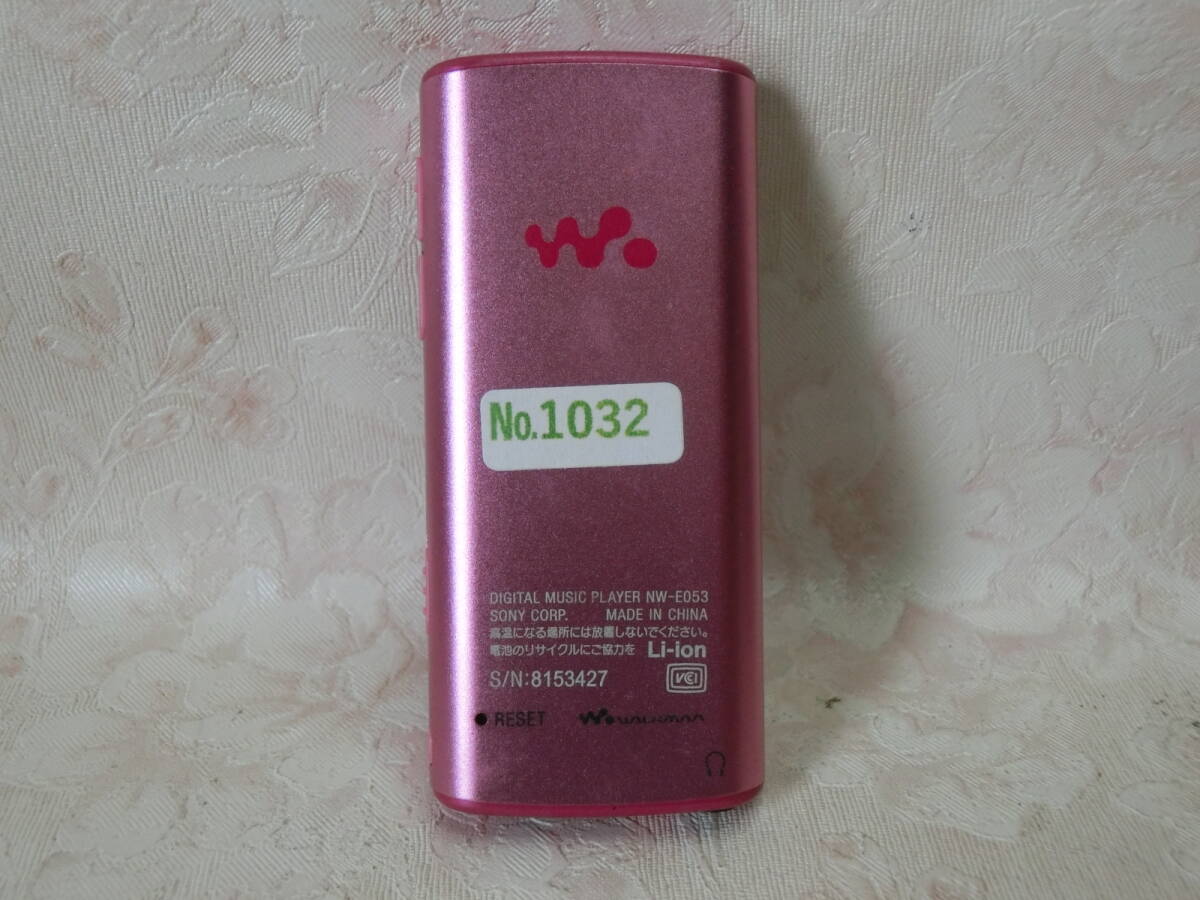 No.1032
DIGITAL MUSIC PLAYER NW-E053
SONY CORP. MADE IN CHINA
高温になる場所には放置しないでください。
電池のリサイクルにご協力を Li-ion
S/N:8153427 VCI
RESET WALKMAN